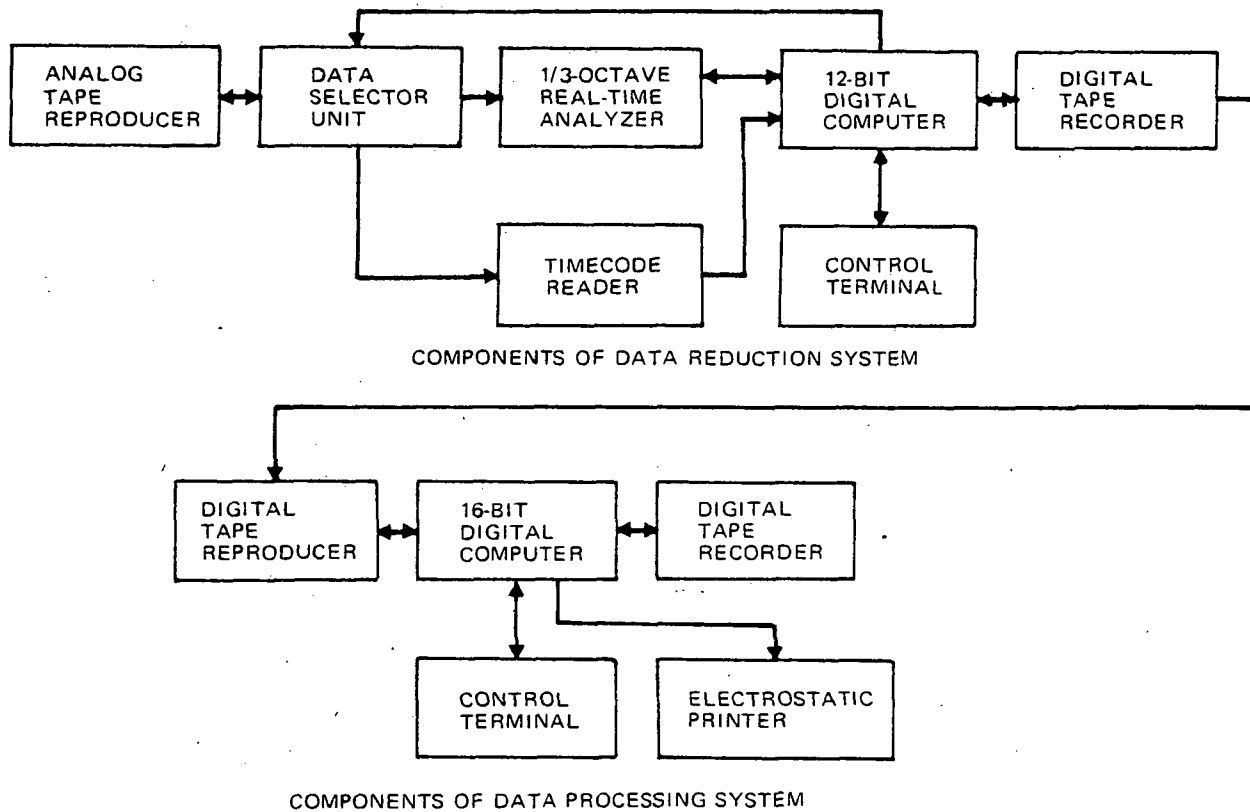 ANALOG
TAPE
REPRODUCER
DATA
SELECTOR
UNIT
1/3-OCTAVE
REAL-TIME
ANALYZER
12-BIT
DIGITAL
COMPUTER
DIGITAL
TAPE
RECORDER
TIMECODE
READER
CONTROL
TERMINAL
COMPONENTS OF DATA REDUCTION SYSTEM
DIGITAL
TAPE
REPRODUCER
16-BIT
DIGITAL
COMPUTER
DIGITAL
TAPE
RECORDER
CONTROL
TERMINAL
ELECTROSTATIC
PRINTER
COMPONENTS OF DATA PROCESSING SYSTEM